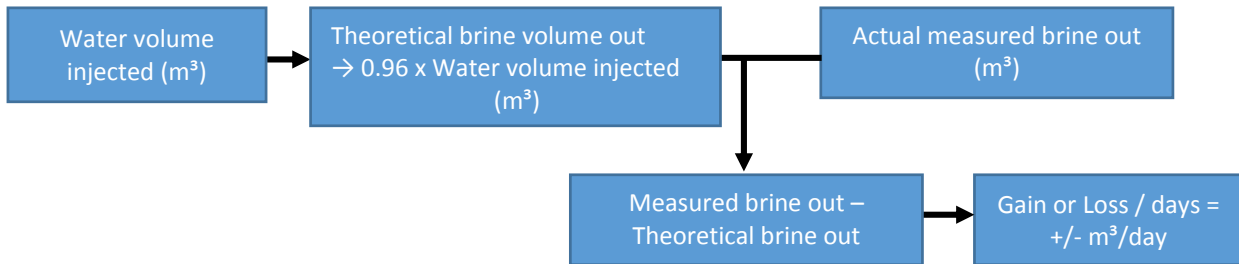 Water volume
injected (m³)
Theoretical brine volume out
→ 0.96 x Water volume injected
(m³)
Actual measured brine out
(m³)
Measured brine out –
Theoretical brine out
Gain or Loss / days =
+/- m³/day